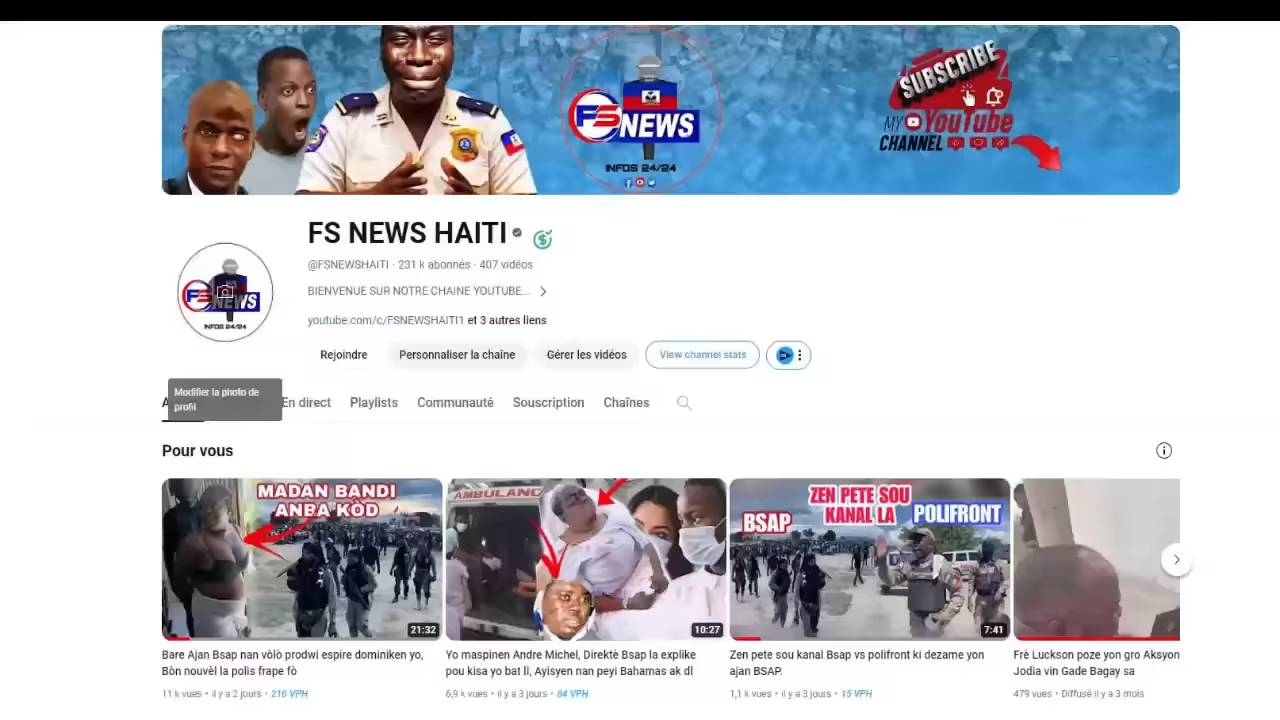 SUBSCRIBE
MY YouTube
CHANNEL
FS NEWS
INFOS 24/24
FS NEWS HAITI
@FSNEWSHAITI · 231 k abonnés · 407 vidéos
BIENVENUE SUR NOTRE CHAINE YOUTUBE...
youtube.com/c/FSNEWSHAITI1 et 3 autres liens
FS NEWS
INFOS 24/24
Rejoindre
Personnaliser la chaîne
Gérer les vidéos
View channel stats
Modifier la photo de
profil
En direct
Playlists
Communauté
Souscription
Chaînes
Pour vous
MADAN BANDI
ANBA KÒD
21:32
AMBULANC
10:27
ZEN PETE SOU
KANAL LA
BSAP
POLIFRONT
7:41
Bare Ajan Bsap nan vòlò prodwi espire dominiken yo,
Bòn nouvèl la polis frape fò
11 k vues • il y a 2 jours • 210 VPH
Yo maspinen Andre Michel, Direktè Bsap la explike
pou kisa yo bat li, Ayisyen nan peyi Bahamas ak dl
6,9 k vues • il y a 3 jours • 84 VPH
Zen pete sou kanal Bsap vs polifront ki dezame yon
ajan BSAP.
1,1 k vues • il y a 3 jours • 15 VPH
Frè Luckson poze yon gro Aksyon
Jodia vin Gade Bagay sa
479 vues • Diffusé il y a 3 mois